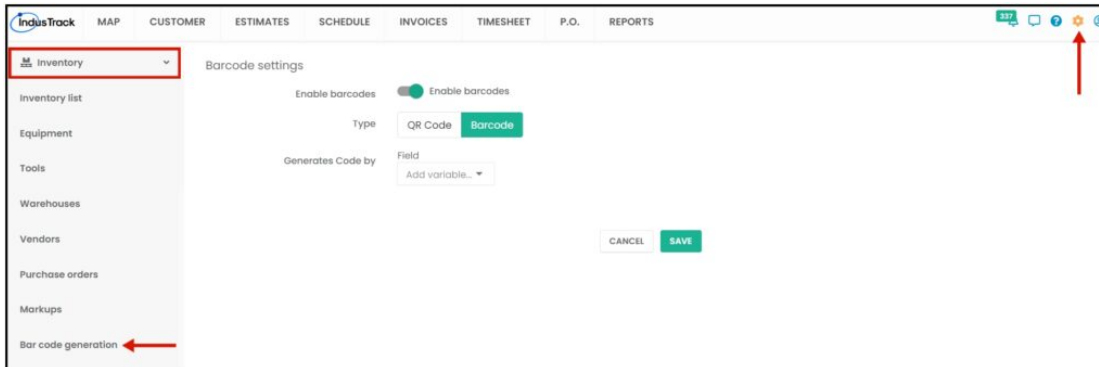 IndusTrack MAP CUSTOMER ESTIMATES SCHEDULE INVOICES TIMESHEET P.O. REPORTS 337
Inventory
Inventory list
Equipment
Tools
Warehouses
Vendors
Purchase orders
Markups
Bar code generation
Barcode settings
Enable barcodes Enable barcodes
Type QR Code Barcode
Generates Code by Field
Add variable...
CANCEL SAVE